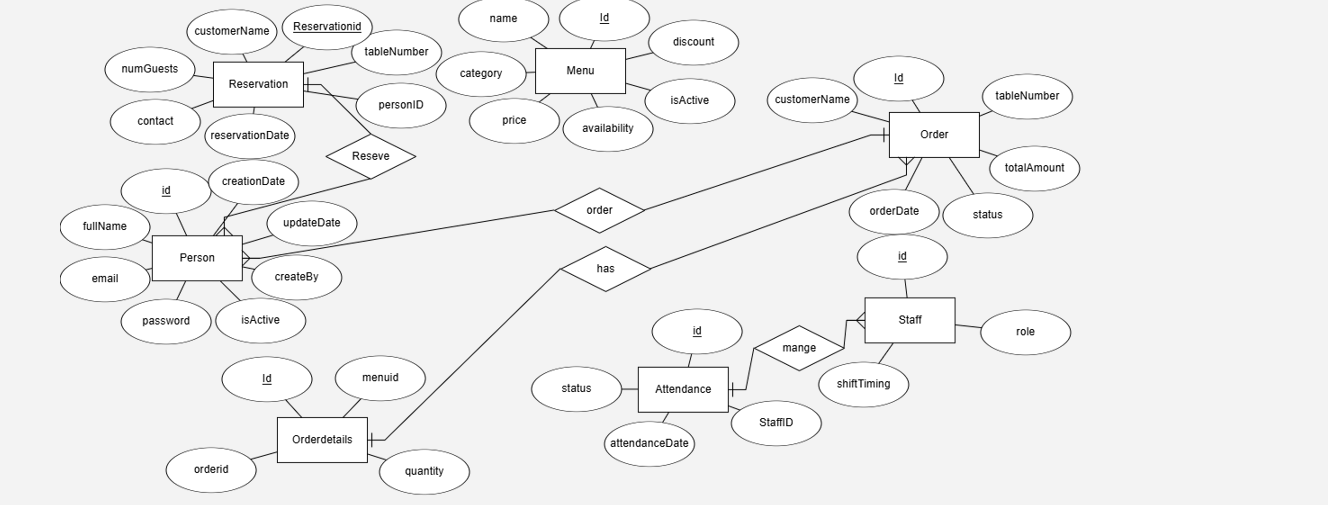 customerName
Reservationid
numGuests
tableNumber
Reservation
personID
contact
reservationDate
Reseve
name
Id
discount
category
Menu
isActive
price
availability
Id
customerName
tableNumber
Order
totalAmount
orderDate
status
id
creationDate
fullName
updateDate
Person
email
createBy
password
isActive
order
has
id
Staff
role
shiftTiming
mange
id
status
Attendance
StaffID
attendanceDate
Id
menuid
Orderdetails
orderid
quantity